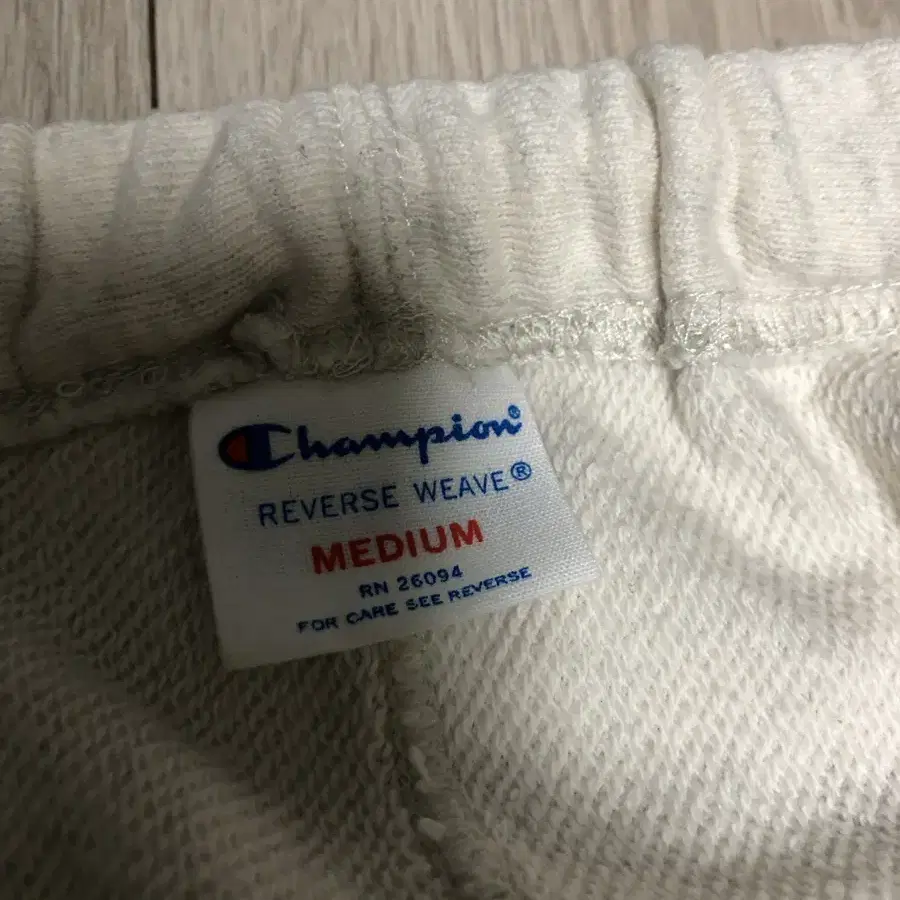 Champion®
REVERSE WEAVE®
MEDIUM
RN 26094
FOR CARE SEE REVERSE